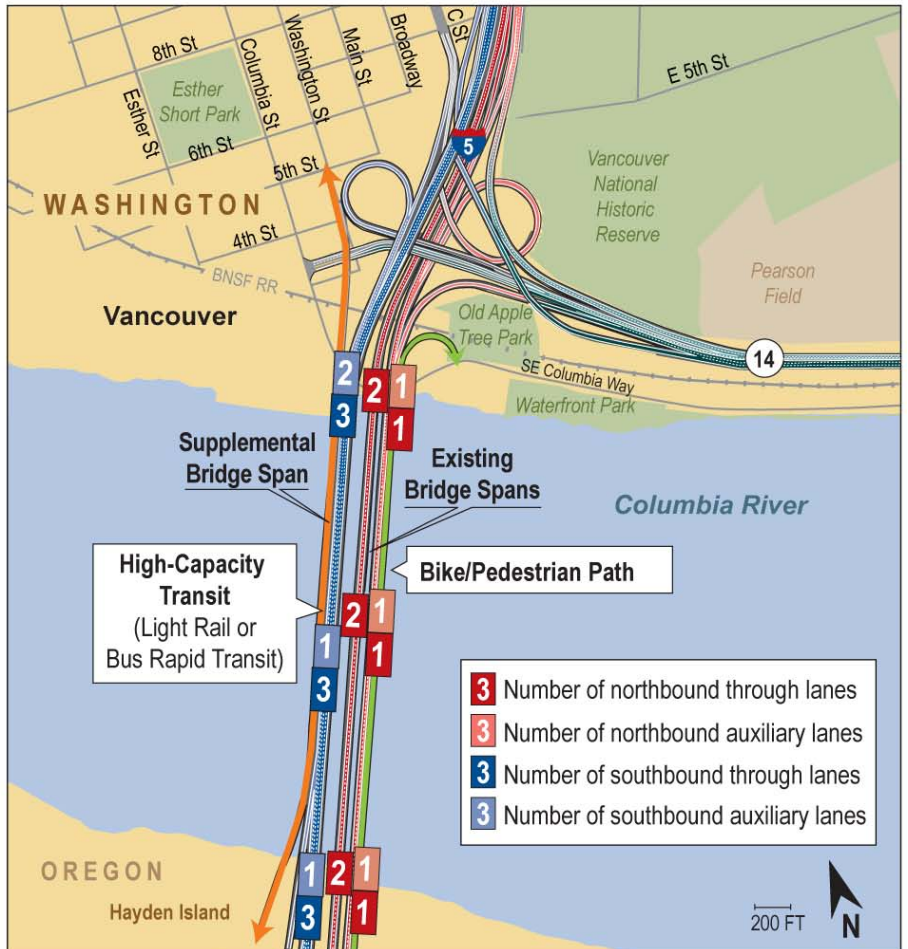 C St
Broadway
Main St
Washington St
Columbia St
8th St
Esther St
Esther
Short Park
6th St
5th St
4th St
E 5th St
5
Vancouver
National
Historic
Reserve
WASHINGTON
BNSF RR
Pearson
Field
Vancouver
Old Apple
Tree Park
14
SE Columbia Way
Waterfront Park
2
3
2
1
1
Supplemental
Bridge Span
Existing
Bridge Spans
Columbia River
High-Capacity
Transit
(Light Rail or
Bus Rapid Transit)
Bike/Pedestrian Path
1
3
2
1
1
3 Number of northbound through lanes
3 Number of northbound auxiliary lanes
3 Number of southbound through lanes
3 Number of southbound auxiliary lanes
OREGON
Hayden Island
1
3
2
1
1
200 FT
N